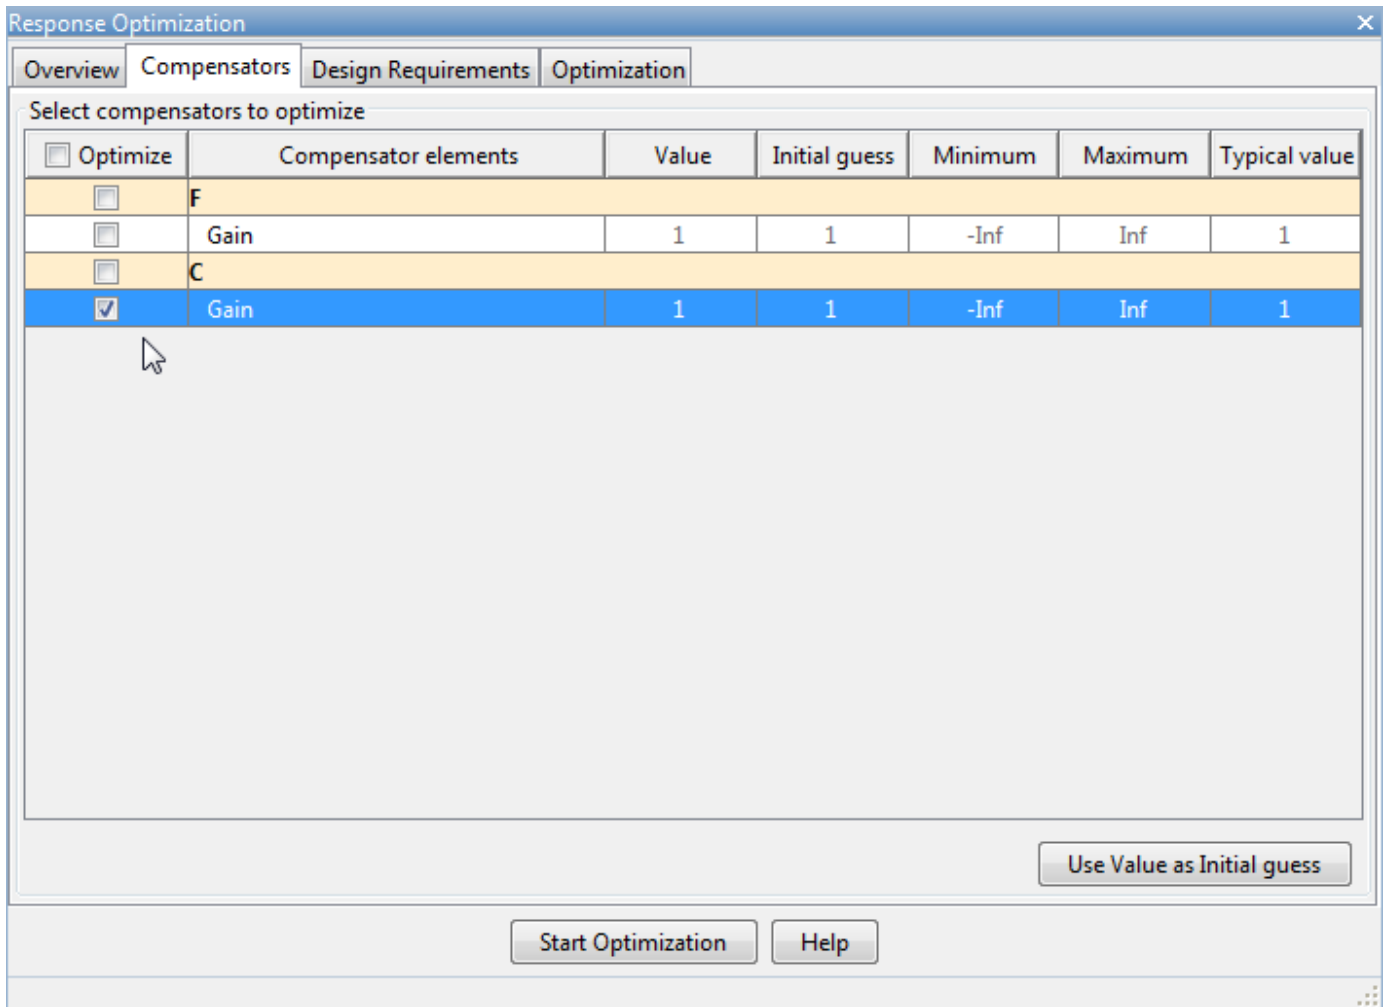 Response Optimization
Overview Compensators Design Requirements Optimization
Select compensators to optimize
Optimize Compensator elements Value Initial guess Minimum Maximum Typical value
F
Gain 1 1 -Inf Inf 1
C
Gain 1 1 -Inf Inf 1
Use Value as Initial guess
Start Optimization Help